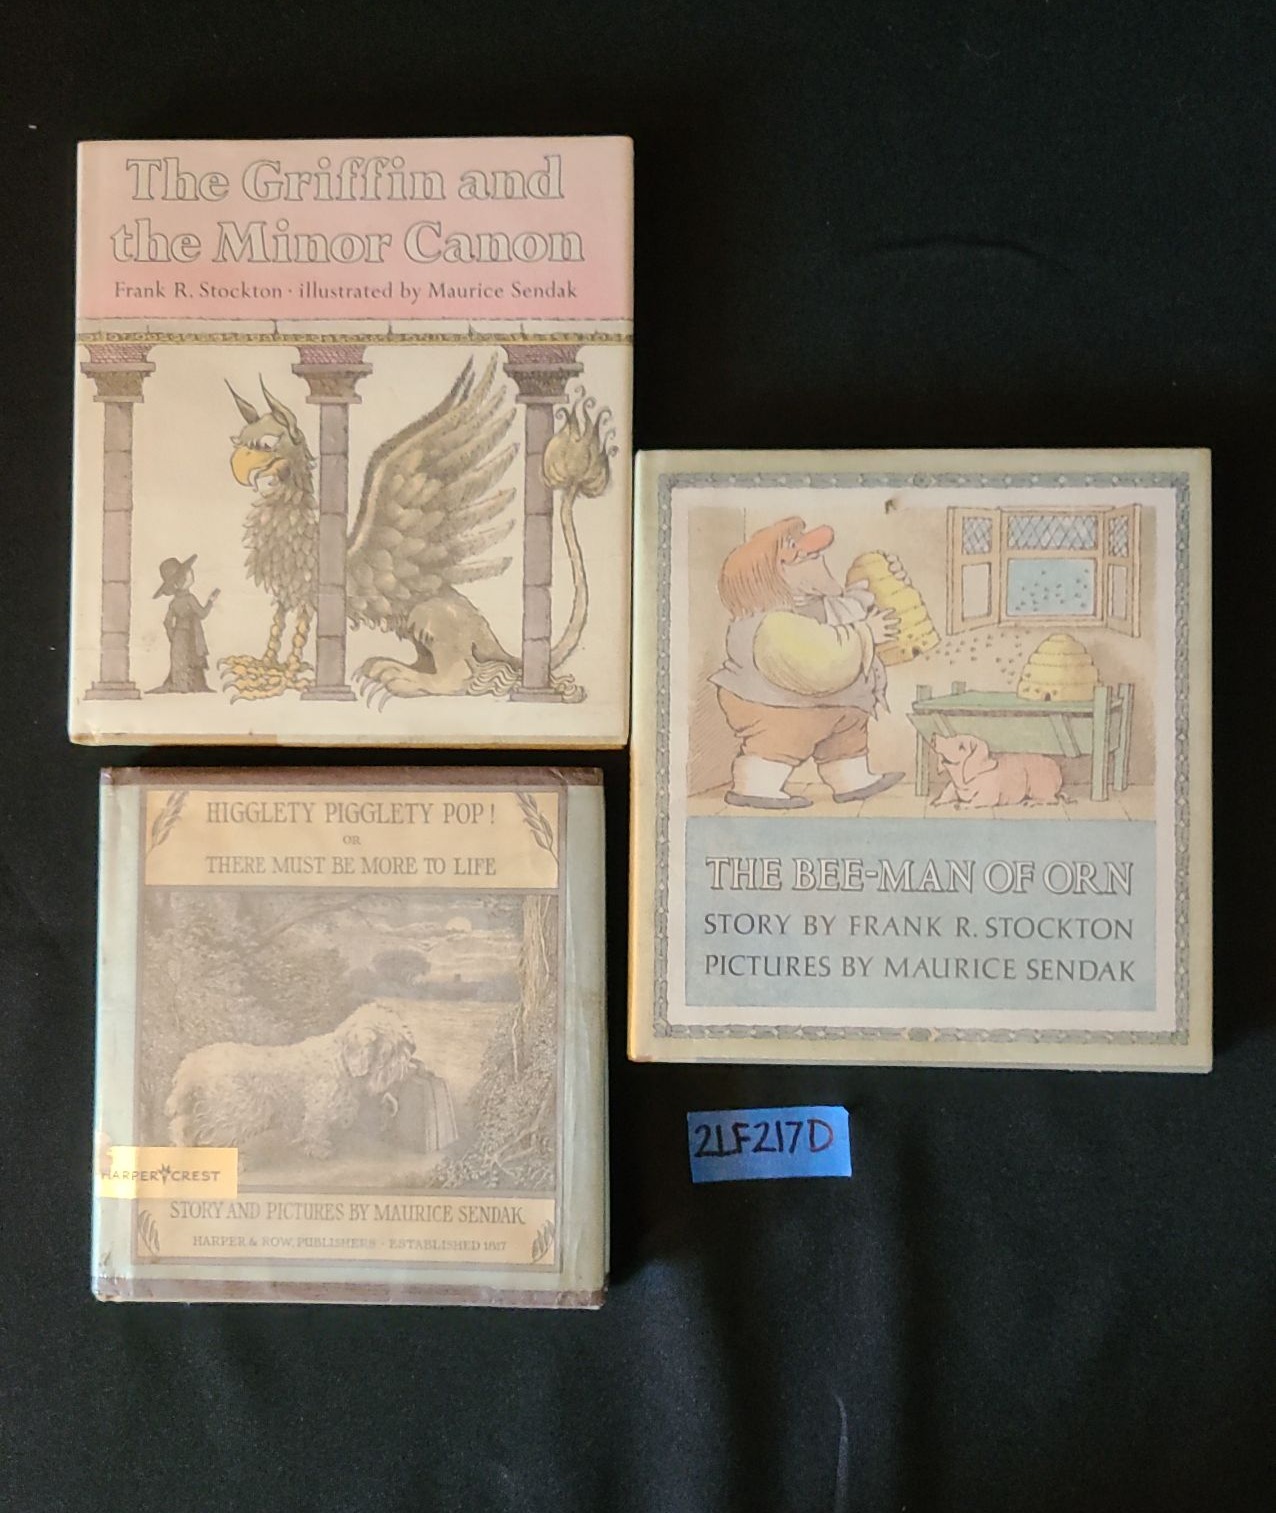 The Griffin and
the Minor Canon
Frank R. Stockton · illustrated by Maurice Sendak
THE BEE-MAN OF ORN
STORY BY FRANK R. STOCKTON
PICTURES BY MAURICE SENDAK
HIGGLETY PIGGLETY POP!
OR
THERE MUST BE MORE TO LIFE
HARPER CREST
STORY AND PICTURES BY MAURICE SENDAK
HARPER & ROW, PUBLISHERS · ESTABLISHED 1817
2LF217D